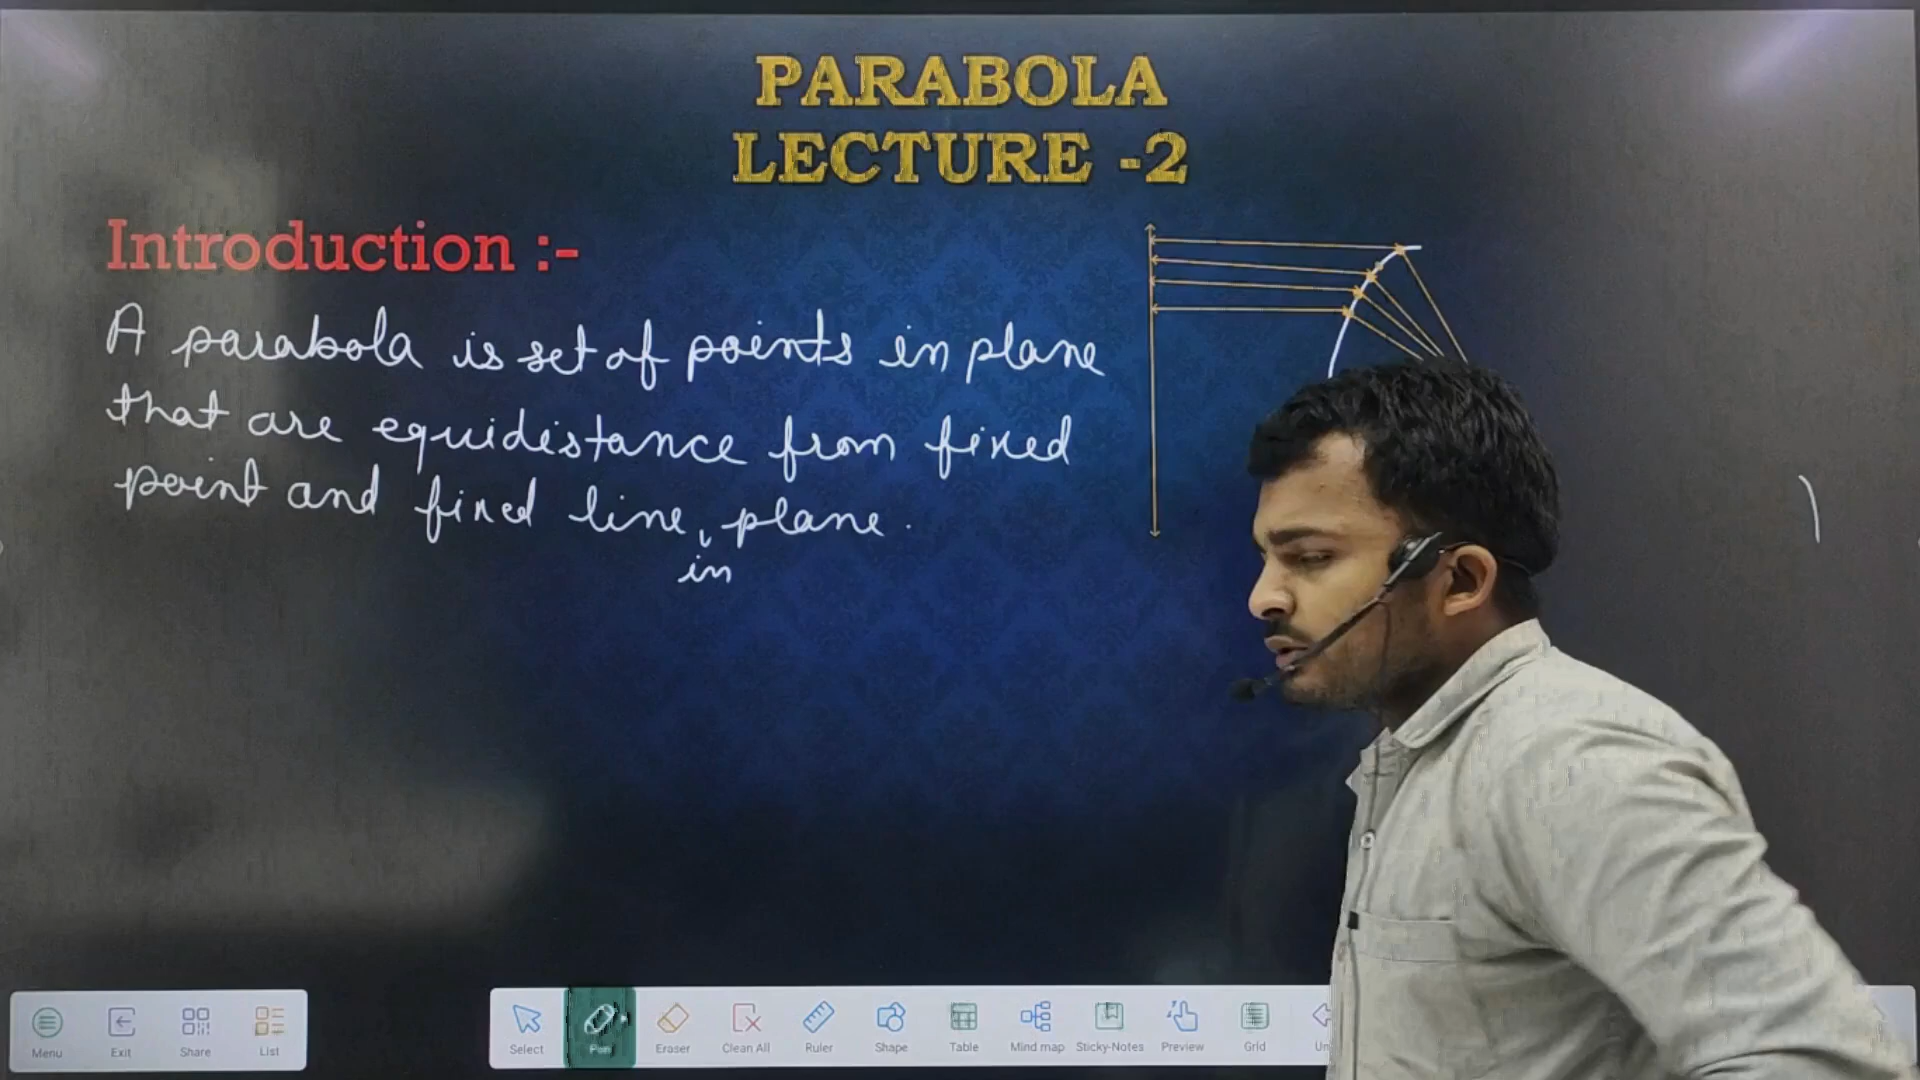 PARABOLA
LECTURE -2
Introduction :-
A parabola is set of points in plane
that are equidistance from fixed
point and fixed line, plane.
in
Menu
Exit
Share
List
Select
Pen
Eraser
Clean All
Ruler
Shape
Table
Mind map
Sticky-Notes
Preview
Grid
Un